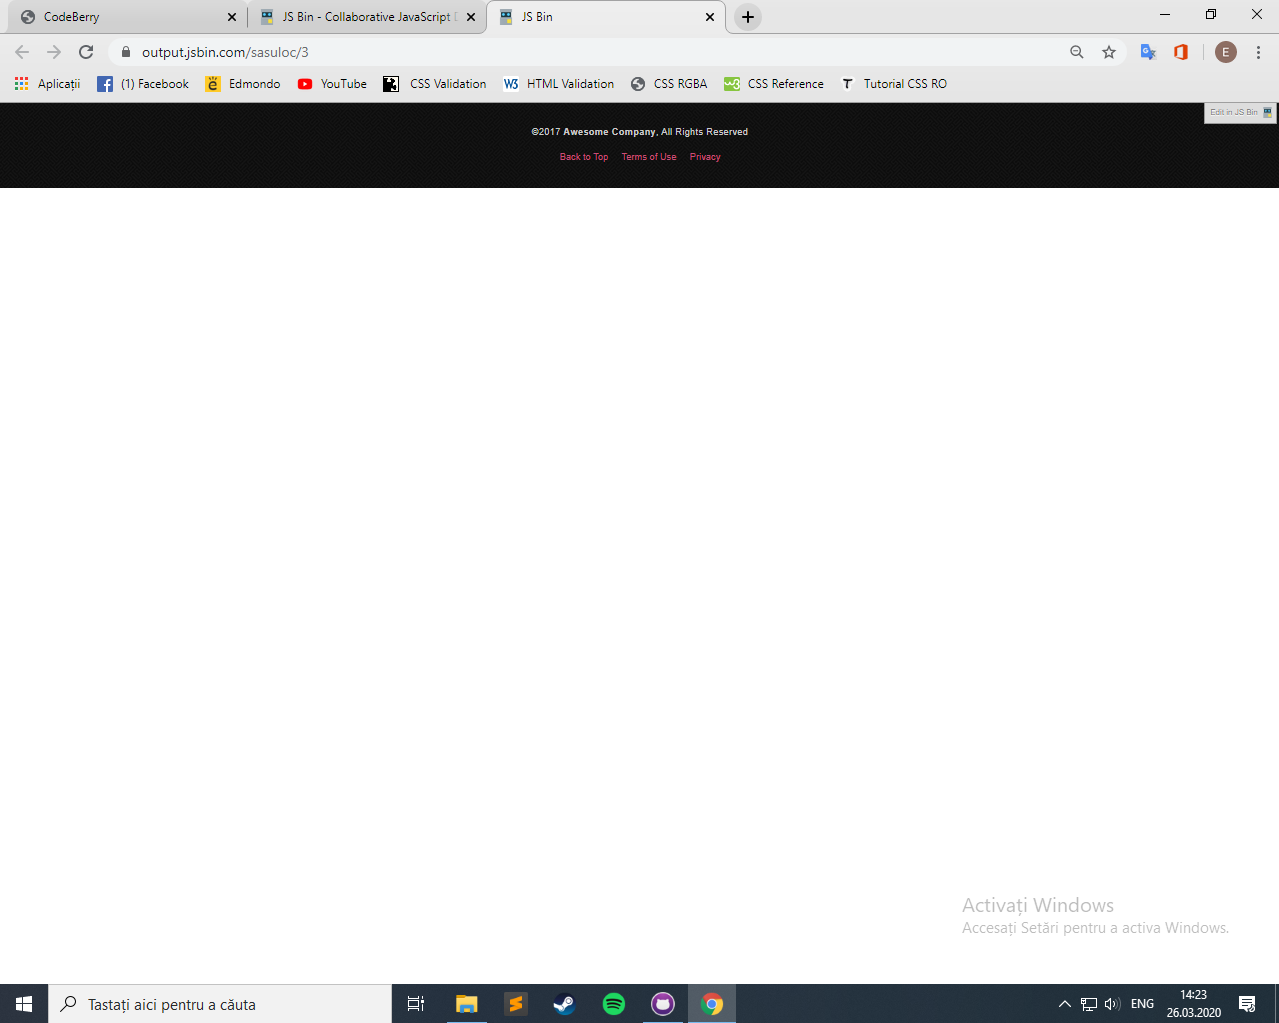 CodeBerry
JS Bin - Collaborative JavaScript
JS Bin
output.jsbin.com/sasuloc/3
E
Aplicații
(1) Facebook
Edmondo
YouTube
CSS Validation
HTML Validation
CSS RGBA
CSS Reference
Tutorial CSS RO
Edit in JS Bin
©2017 Awesome Company, All Rights Reserved
Back to Top Terms of Use Privacy
Activați Windows
Accesați Setări pentru a activa Windows.
Tastați aici pentru a căuta
ENG
14:23
26.03.2020